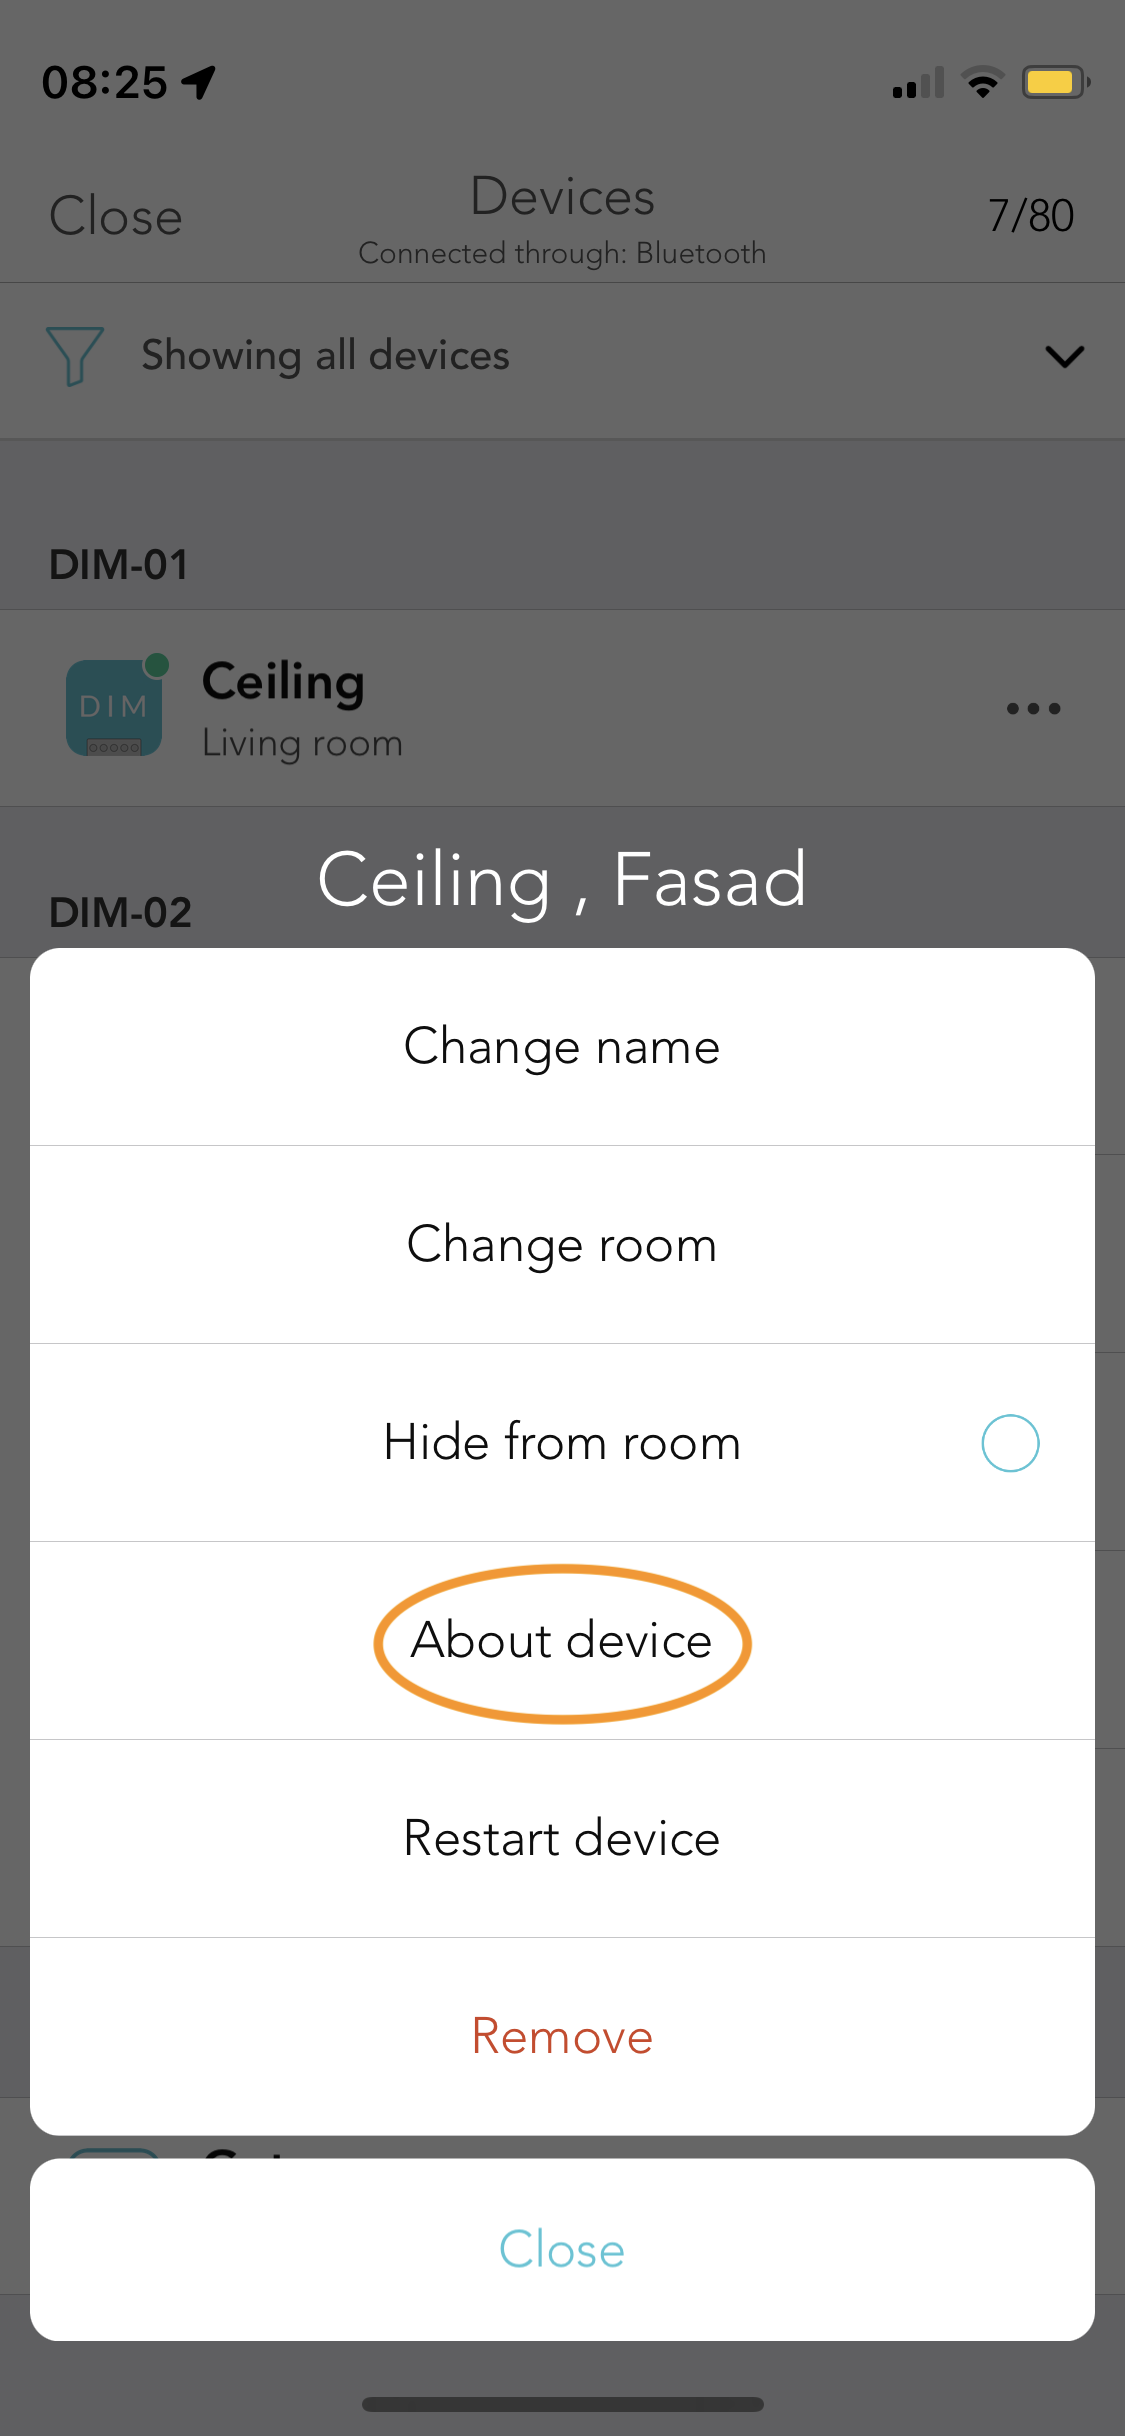 08:25
Close
Devices
7/80
Connected through: Bluetooth
Showing all devices
DIM-01
DIM
Ceiling
Living room
Ceiling , Fasad
DIM-02
Change name
Change room
Hide from room
About device
Restart device
Remove
Close